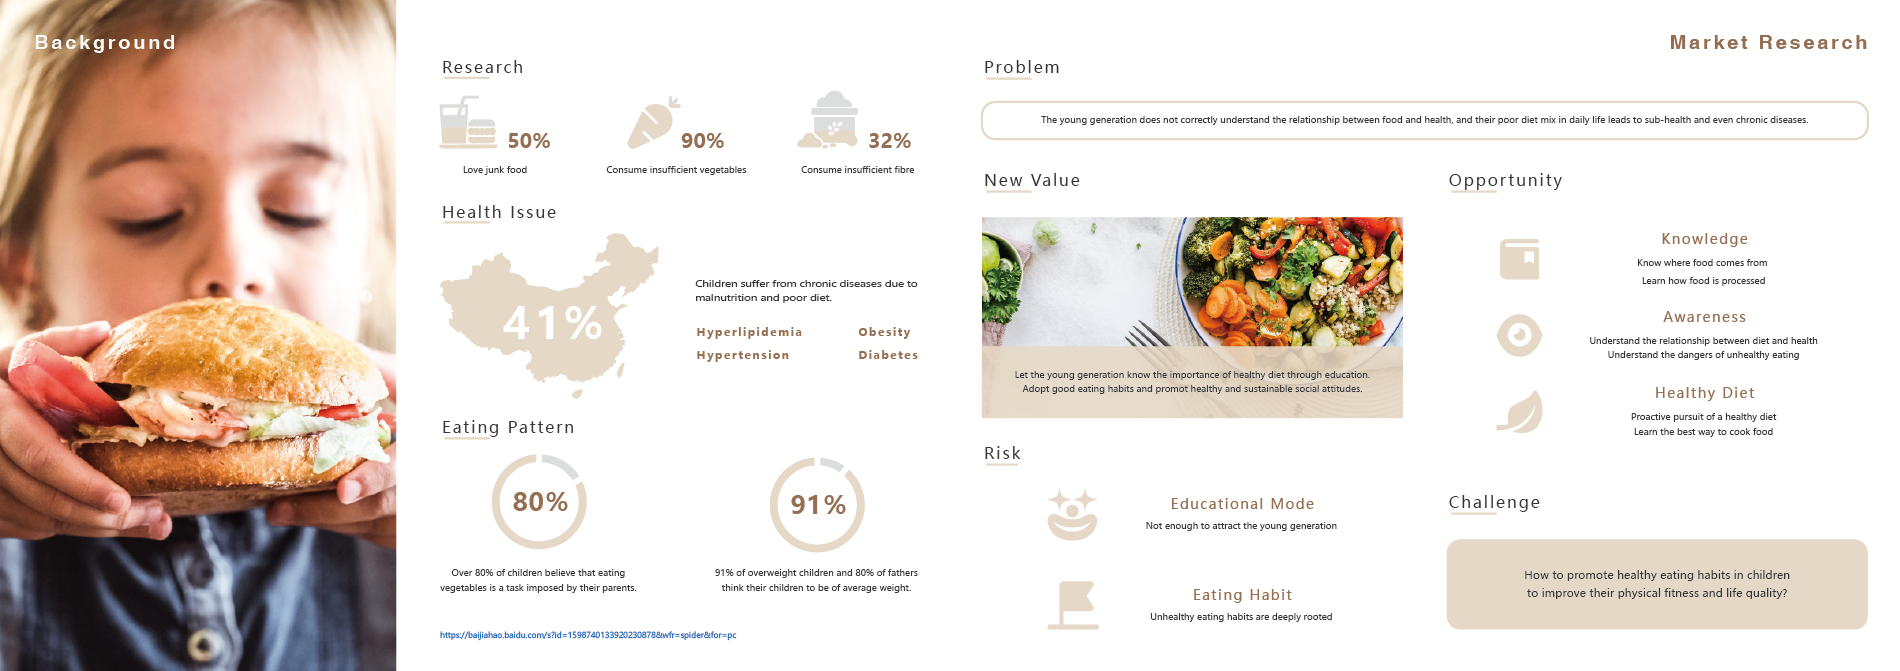 Background
Market Research
Research
50%
Love junk food
90%
Consume insufficient vegetables
32%
Consume insufficient fibre
Health Issue
41%
Children suffer from chronic diseases due to
malnutrition and poor diet.
Hyperlipidemia
Obesity
Hypertension
Diabetes
Eating Pattern
80%
Over 80% of children believe that eating
vegetables is a task imposed by their parents.
91%
91% of overweight children and 80% of fathers
think their children to be of average weight.
https://baijiahao.baidu.com/s?id=1598740133920230878&wfr=spider&for=pc
Problem
The young generation does not correctly understand the relationship between food and health, and their poor diet mix in daily life leads to sub-health and even chronic diseases.
New Value
Let the young generation know the importance of healthy diet through education.
Adopt good eating habits and promot healthy and sustainable social attitudes.
Risk
Educational Mode
Not enough to attract the young generation
Eating Habit
Unhealthy eating habits are deeply rooted
Opportunity
Knowledge
Know where food comes from
Learn how food is processed
Awareness
Understand the relationship between diet and health
Understand the dangers of unhealthy eating
Healthy Diet
Proactive pursuit of a healthy diet
Learn the best way to cook food
Challenge
How to promote healthy eating habits in children
to improve their physical fitness and life quality?